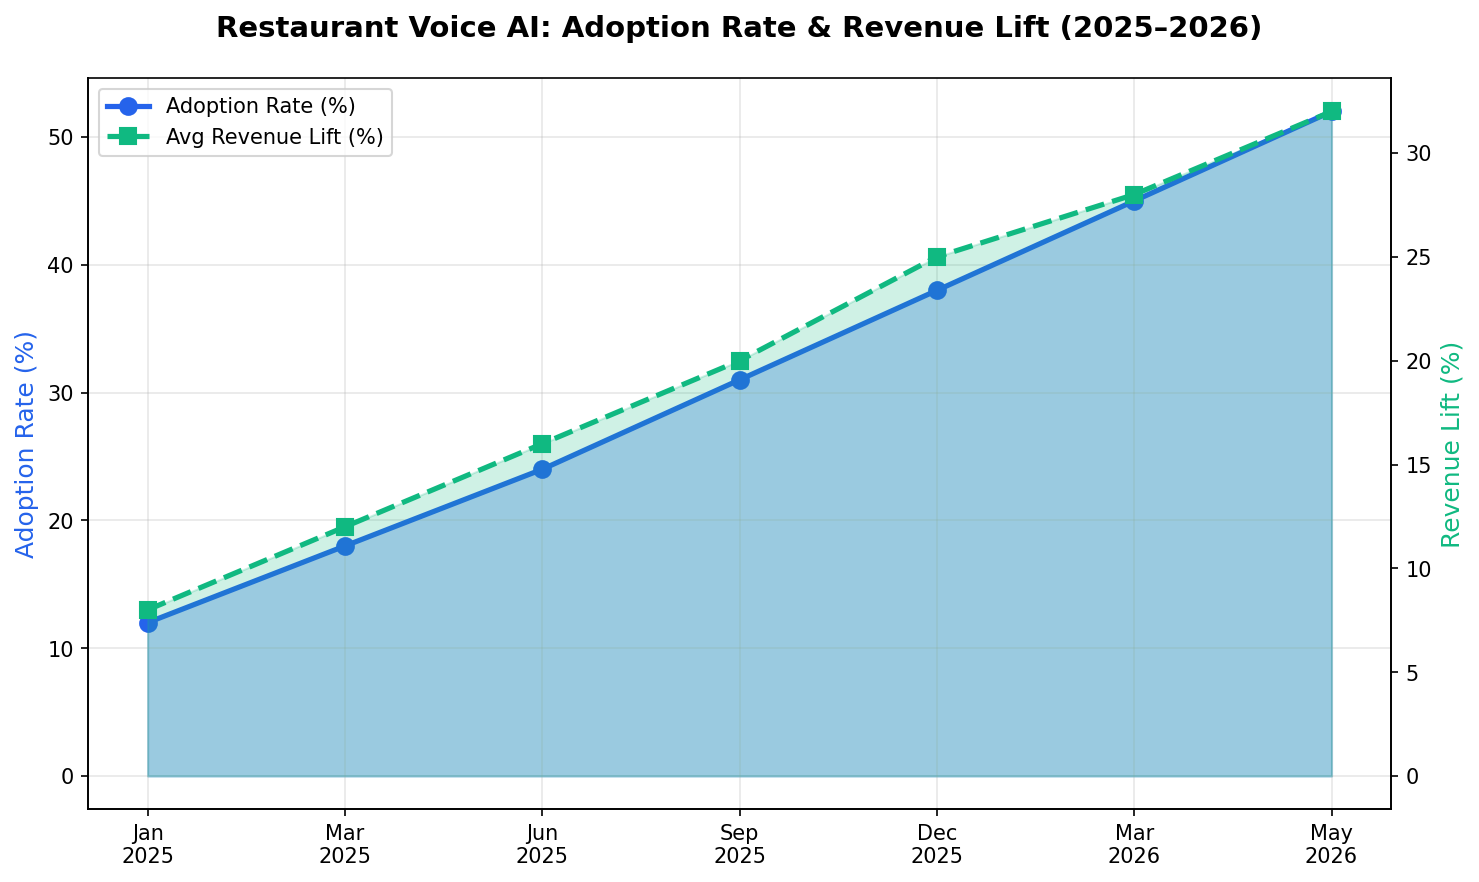 Restaurant Voice AI: Adoption Rate & Revenue Lift (2025–2026)
Adoption Rate (%)
Avg Revenue Lift (%)
Adoption Rate (%)
50
40
30
20
10
0
Revenue Lift (%)
30
25
20
15
10
5
0
Jan
2025
Mar
2025
Jun
2025
Sep
2025
Dec
2025
Mar
2026
May
2026